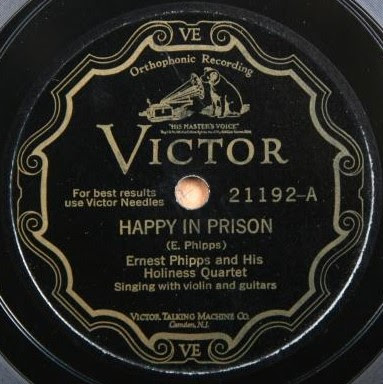 VE
Orthophonic Recording
"HIS MASTER'S VOICE"
VICTOR
For best results
use Victor Needles
21192-A
HAPPY IN PRISON
(E. Phipps)
Ernest Phipps and His
Holiness Quartet
Singing with violin and guitars
VICTOR TALKING MACHINE CO.
Camden, N.J.
VE